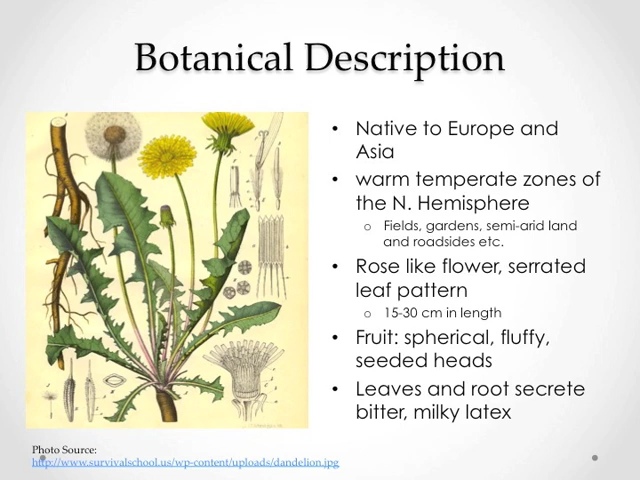 Botanical Description
• Native to Europe and
Asia
• warm temperate zones of
the N. Hemisphere
o Fields, gardens, semi-arid land
and roadsides etc.
• Rose like flower, serrated
leaf pattern
o 15-30 cm in length
• Fruit: spherical, fluffy,
seeded heads
• Leaves and root secrete
bitter, milky latex
Photo Source:
http://www.survivalschool.us/wp-content/uploads/dandelion.jpg